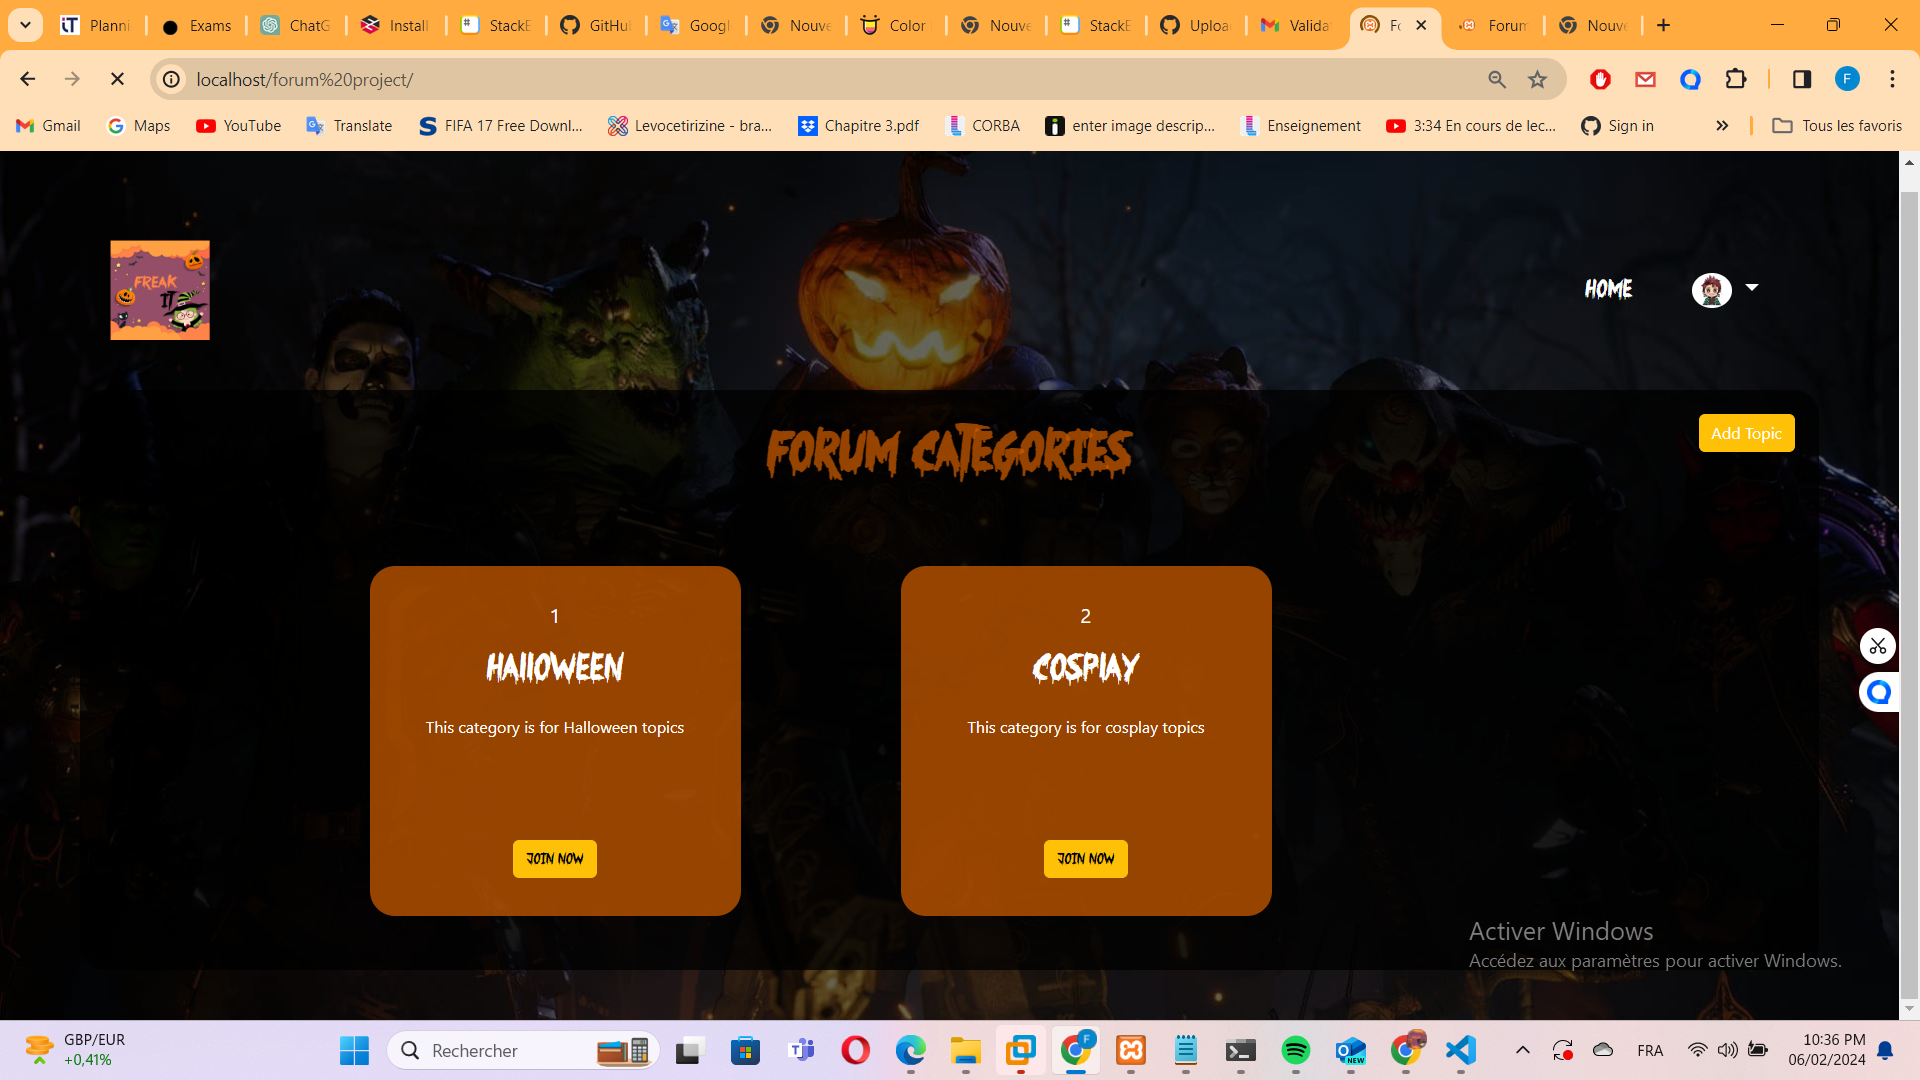 Planni
Exams
ChatG
Install
StackE
GitHu
Googl
Nouve
Color
Nouve
StackE
Uploa
Valida
Fo
Forum
Nouve
localhost/forum%20project/
F
Gmail
Maps
YouTube
Translate
FIFA 17 Free Downl...
Levocetirizine - bra...
Chapitre 3.pdf
CORBA
enter image descrip...
Enseignement
3:34 En cours de lec...
Sign in
Tous les favoris
FREAK
IT
HOME
FORUM CATEGORIES
Add Topic
1
HAllOWEEN
This category is for Halloween topics
JOIN NOW
2
COSPlAY
This category is for cosplay topics
JOIN NOW
Activer Windows
Accédez aux paramètres pour activer Windows.
GBP/EUR
+0,41%
Rechercher
F
NEW
FRA
10:36 PM
06/02/2024